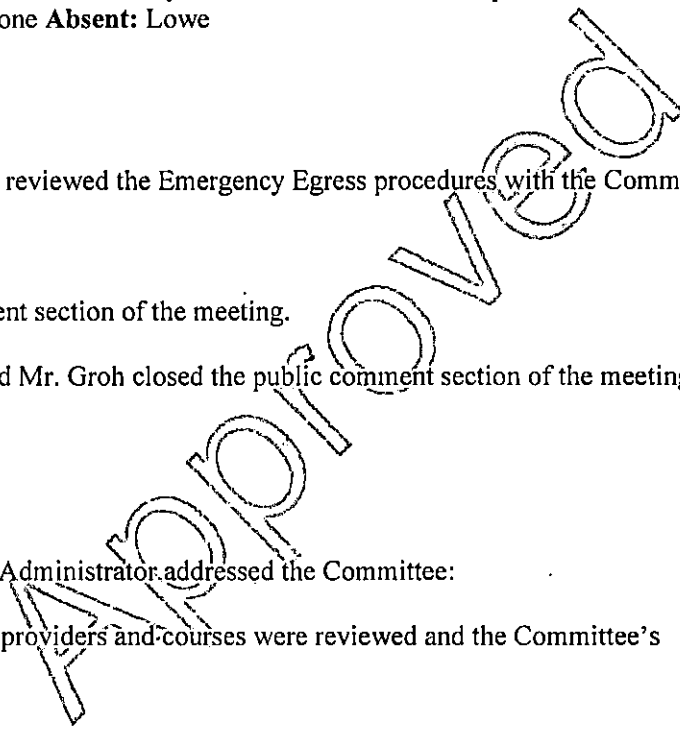 one Absent: Lowe
reviewed the Emergency Egress procedures with the Comm
ent section of the meeting.
d Mr. Groh closed the public comment section of the meeting
Administrator addressed the Committee:
providers and courses were reviewed and the Committee's
Approved